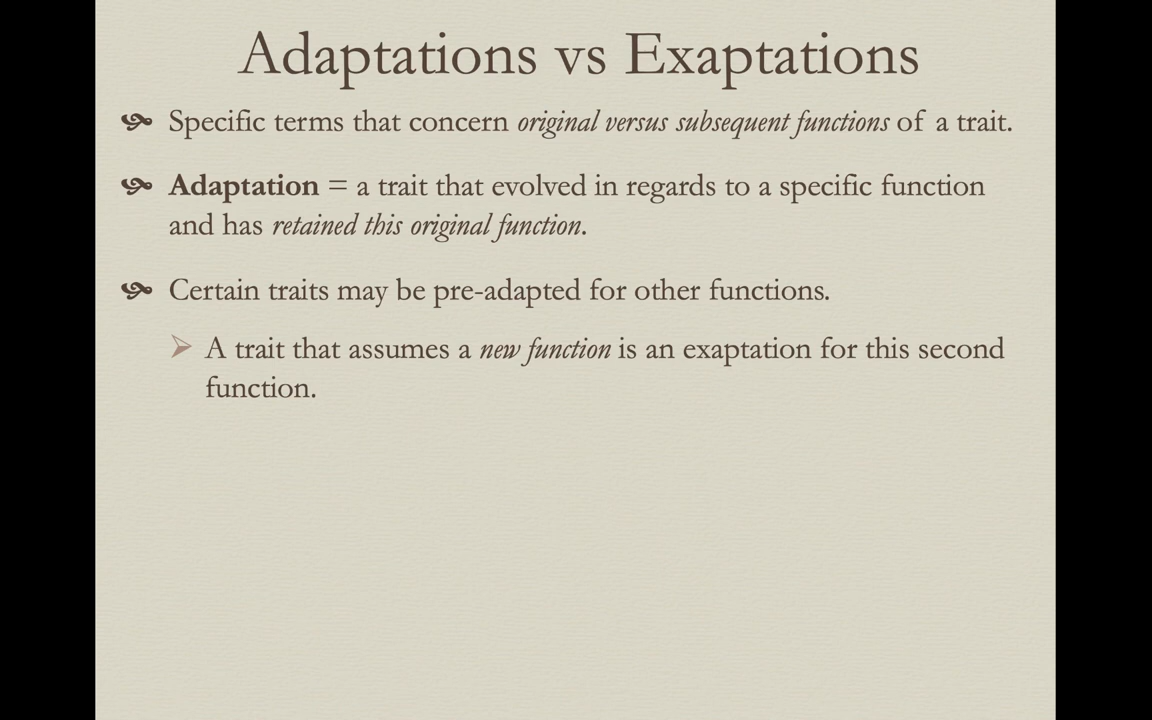 Adaptations vs Exaptations
Specific terms that concern original versus subsequent functions of a trait.
Adaptation = a trait that evolved in regards to a specific function
and has retained this original function.
Certain traits may be pre-adapted for other functions.
A trait that assumes a new function is an exaptation for this second
function.